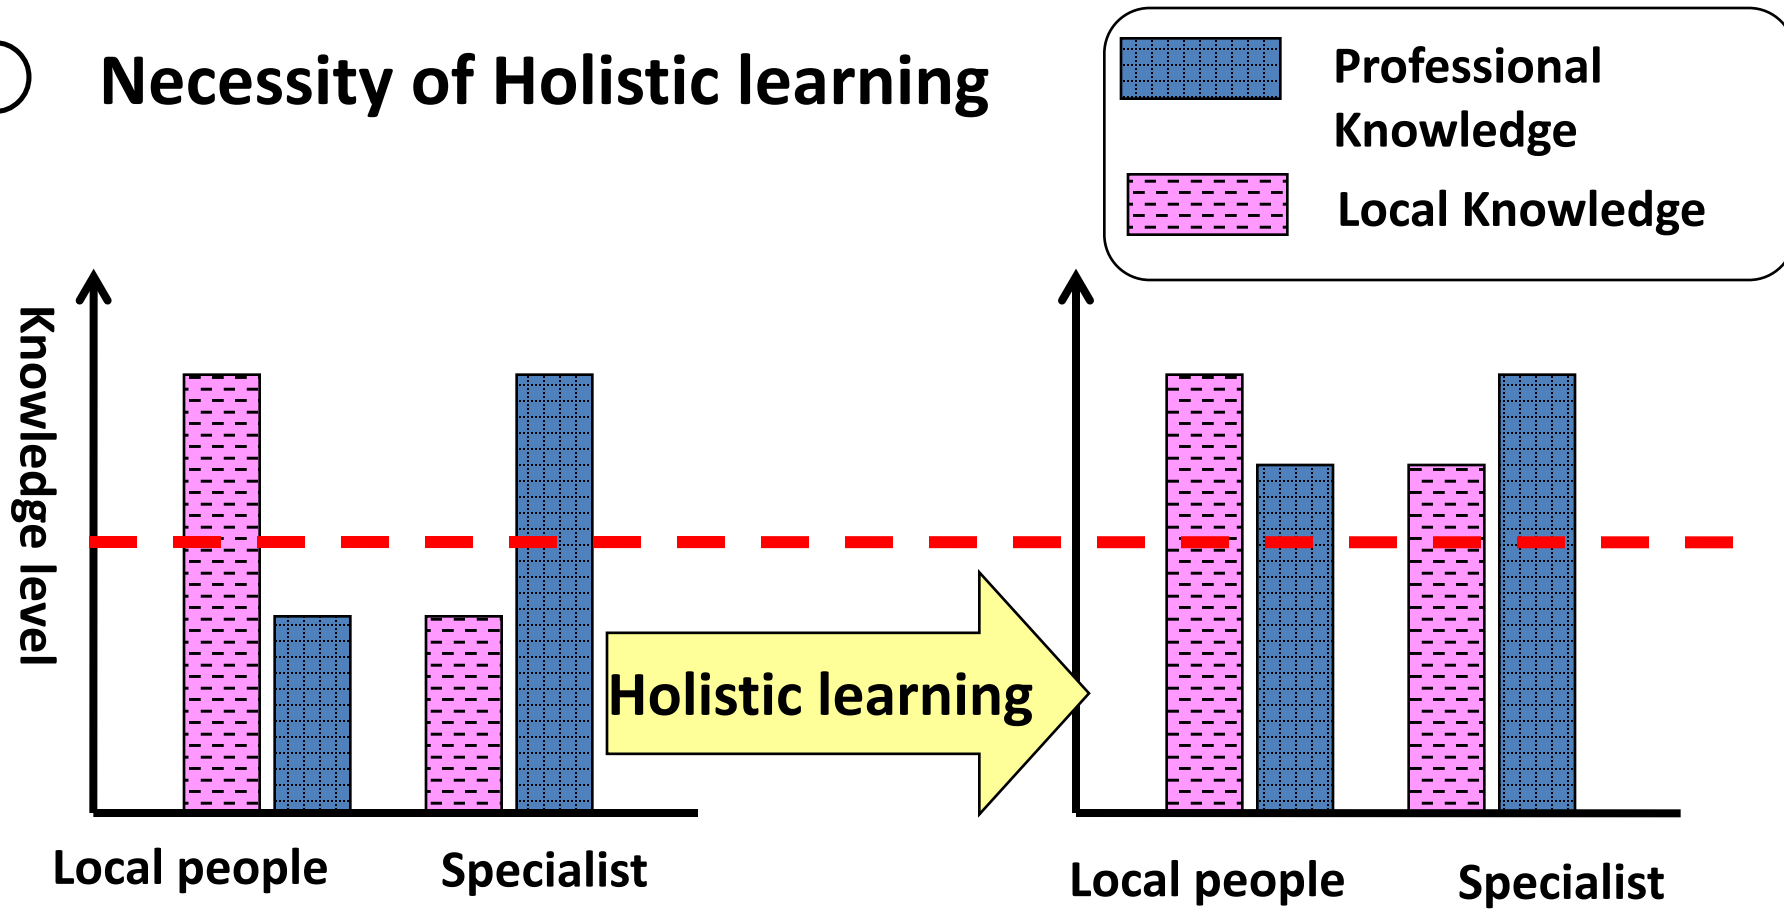 Necessity of Holistic learning
Professional
Knowledge
Local Knowledge
Knowledge level
Holistic learning
Local people
Specialist
Local people
Specialist